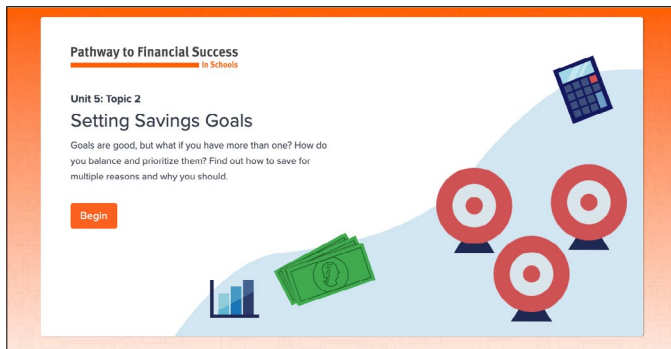 Pathway to Financial Success
In Schools
Unit 5: Topic 2
Setting Savings Goals
Goals are good, but what if you have more than one? How do
you balance and prioritize them? Find out how to save for
multiple reasons and why you should.
Begin